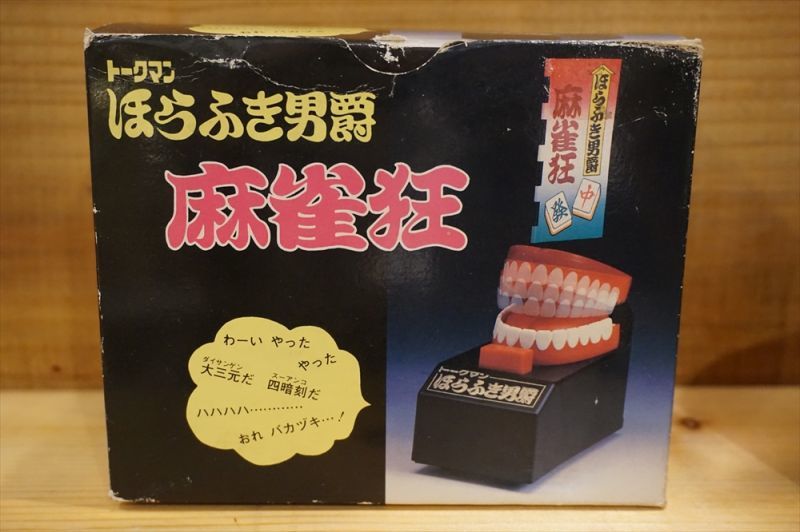 トークマン
ほらふき男爵
麻雀狂
わーい やった
やった
ダイサンゲン スーアンコ
大三元だ 四暗刻だ
ハハハハ…………
おれ バカヅキ…!
ほらふき男爵
麻雀狂
中
發
トークマン
ほらふき男爵